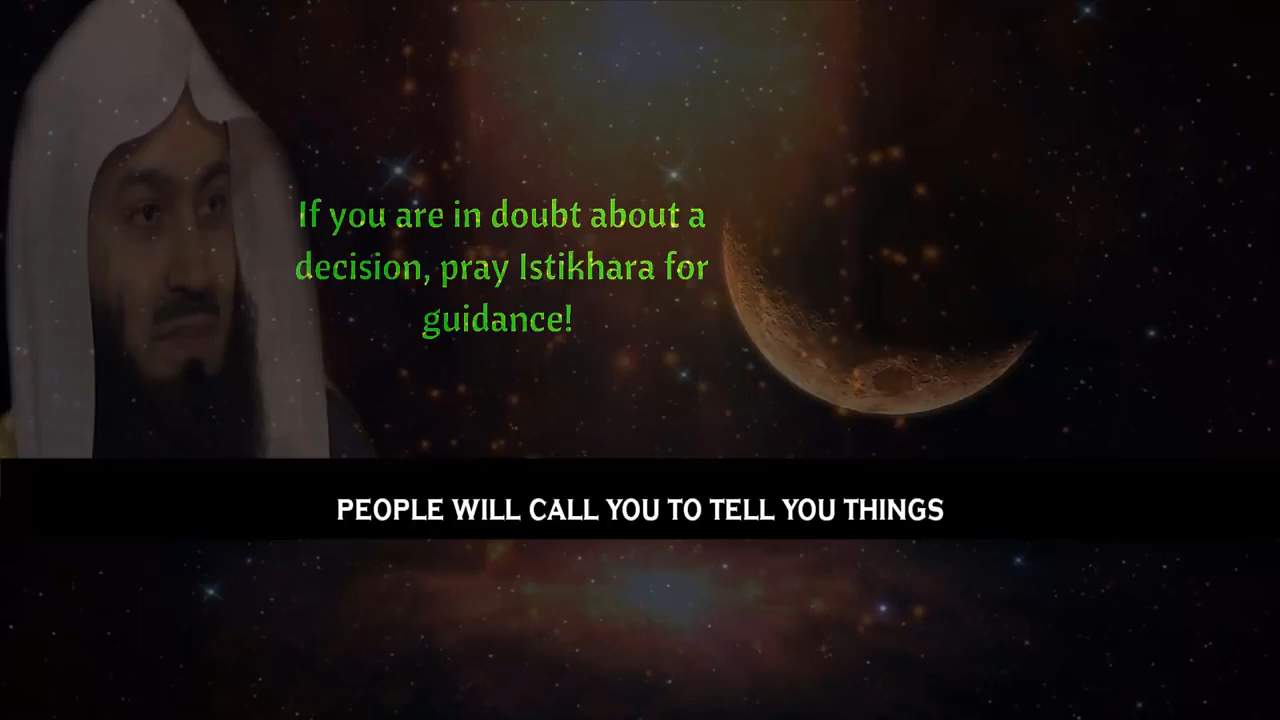 If you are in doubt about a
decision, pray Istikhara for
guidance!
PEOPLE WILL CALL YOU TO TELL YOU THINGS